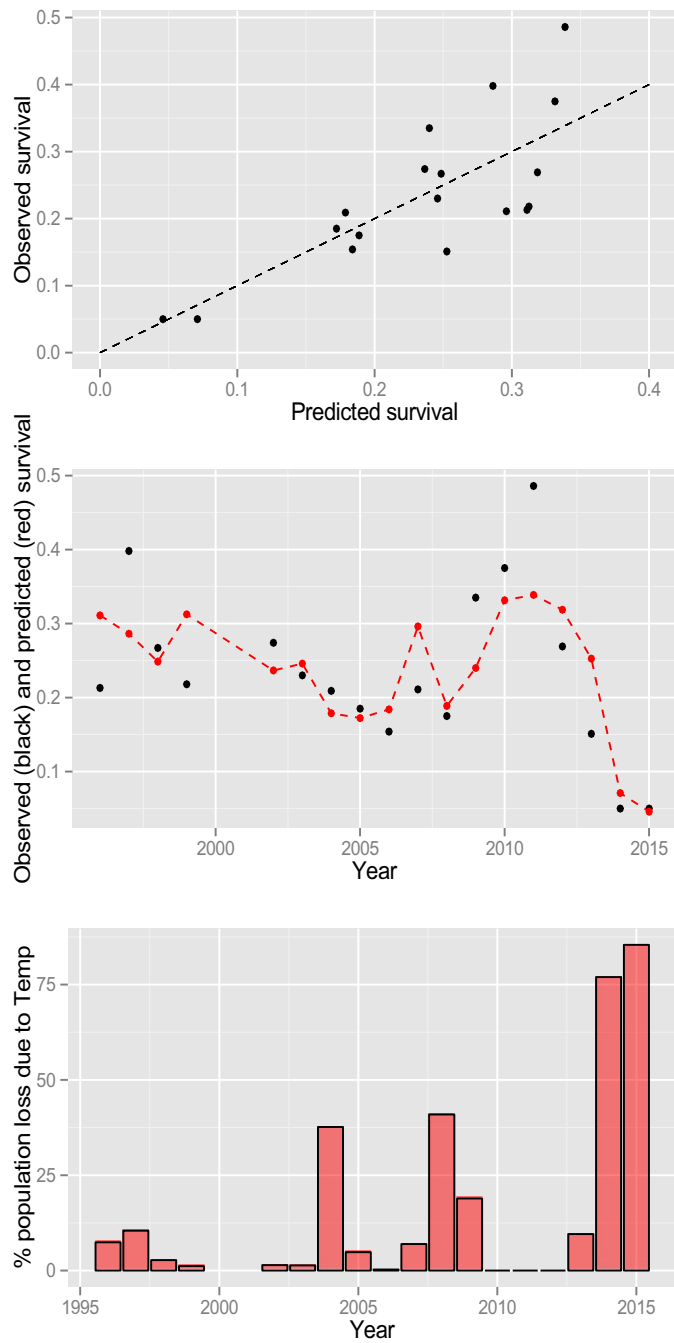 Observed survival
0.5
0.4
0.3
0.2
0.1
0.0
0.0 0.1 0.2 0.3 0.4
Predicted survival
Observed (black) and predicted (red) survival
0.5
0.4
0.3
0.2
0.1
2000 2005 2010 2015
Year
% population loss due to Temp
75
50
25
0
1995 2000 2005 2010 2015
Year